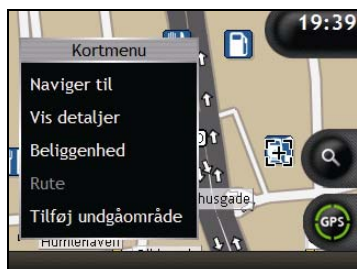 19:39
Kortmenu
Naviger til
Vis detaljer
Beliggenhed
Rute
Tilføj undgåområde
husgade
GPS